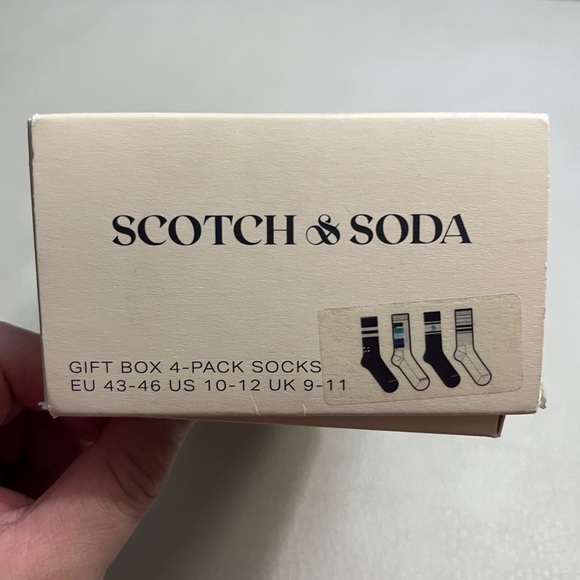 SCOTCH & SODA
GIFT BOX 4-PACK SOCKS
EU 43-46 US 10-12 UK 9-11